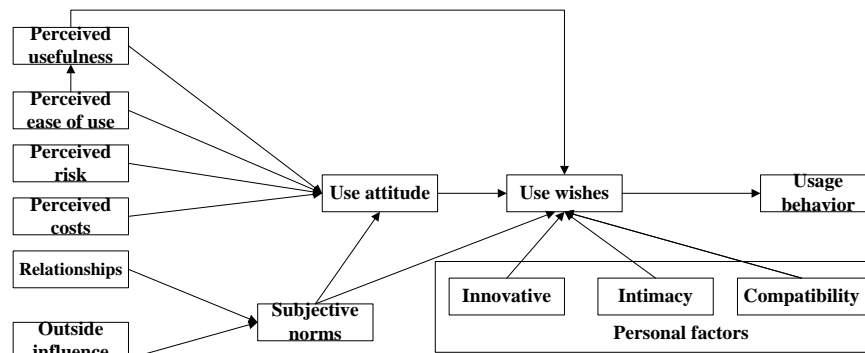 Perceived
usefulness
Perceived
ease of use
Perceived
risk
Perceived
costs
Relationships
Outside
influence
Subjective
norms
Use attitude
Use wishes
Usage
behavior
Innovative
Intimacy
Compatibility
Personal factors